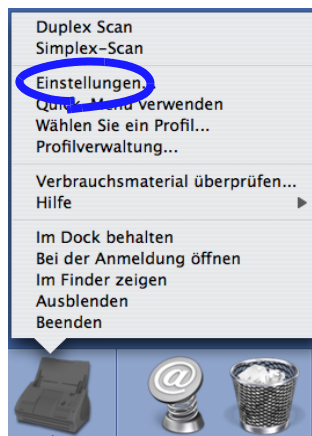 Duplex Scan
Simplex-Scan
Einstellungen...
Quick-Menü verwenden
Wählen Sie ein Profil...
Profilverwaltung...
Verbrauchsmaterial überprüfen...
Hilfe
Im Dock behalten
Bei der Anmeldung öffnen
Im Finder zeigen
Ausblenden
Beenden
@